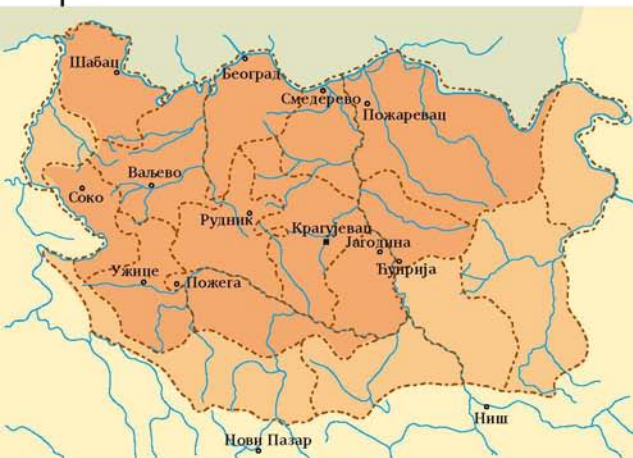 Шабац
Београд
Смедерево
Пожаревац
Ваљево
Соко
Рудник
Крагујевац
Јагодина
Ћуприја
Ужице
Пожега
Ниш
Нови Пазар